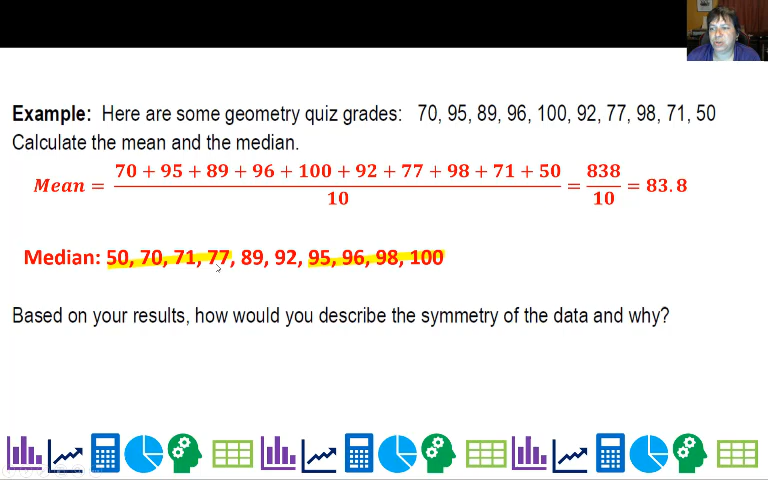 Example: Here are some geometry quiz grades: 70, 95, 89, 96, 100, 92, 77, 98, 71, 50
Calculate the mean and the median.
Mean = 70 + 95 + 89 + 96 + 100 + 92 + 77 + 98 + 71 + 50 / 10 = 838 / 10 = 83.8
Median: 50, 70, 71, 77, 89, 92, 95, 96, 98, 100
Based on your results, how would you describe the symmetry of the data and why?